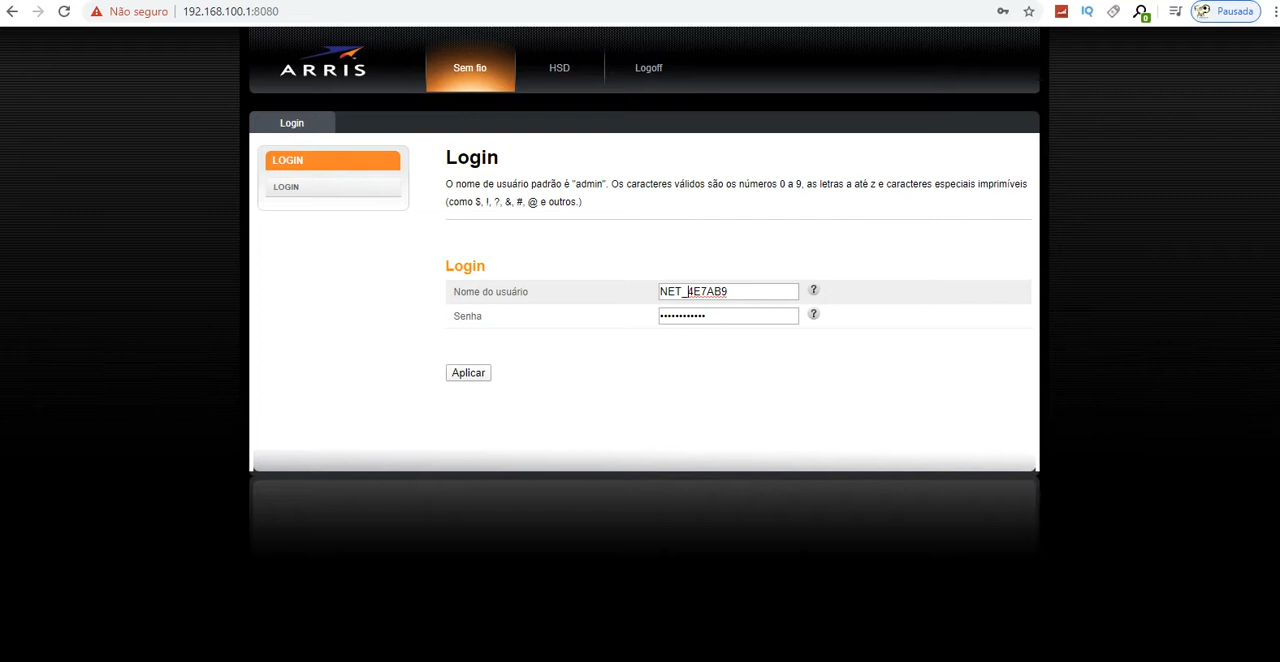 Não seguro | 192.168.100.1:8080
IQ
0
Pausada
ARRIS
Sem fio
HSD
Logoff
Login
LOGIN
LOGIN
Login
O nome de usuário padrão é "admin". Os caracteres válidos são os números 0 a 9, as letras a até z e caracteres especiais imprimíveis
(como $, !, ?, &, #, @ e outros.)
Login
Nome do usuário NET_4E7AB9 ?
Senha •••••••••••• ?
Aplicar